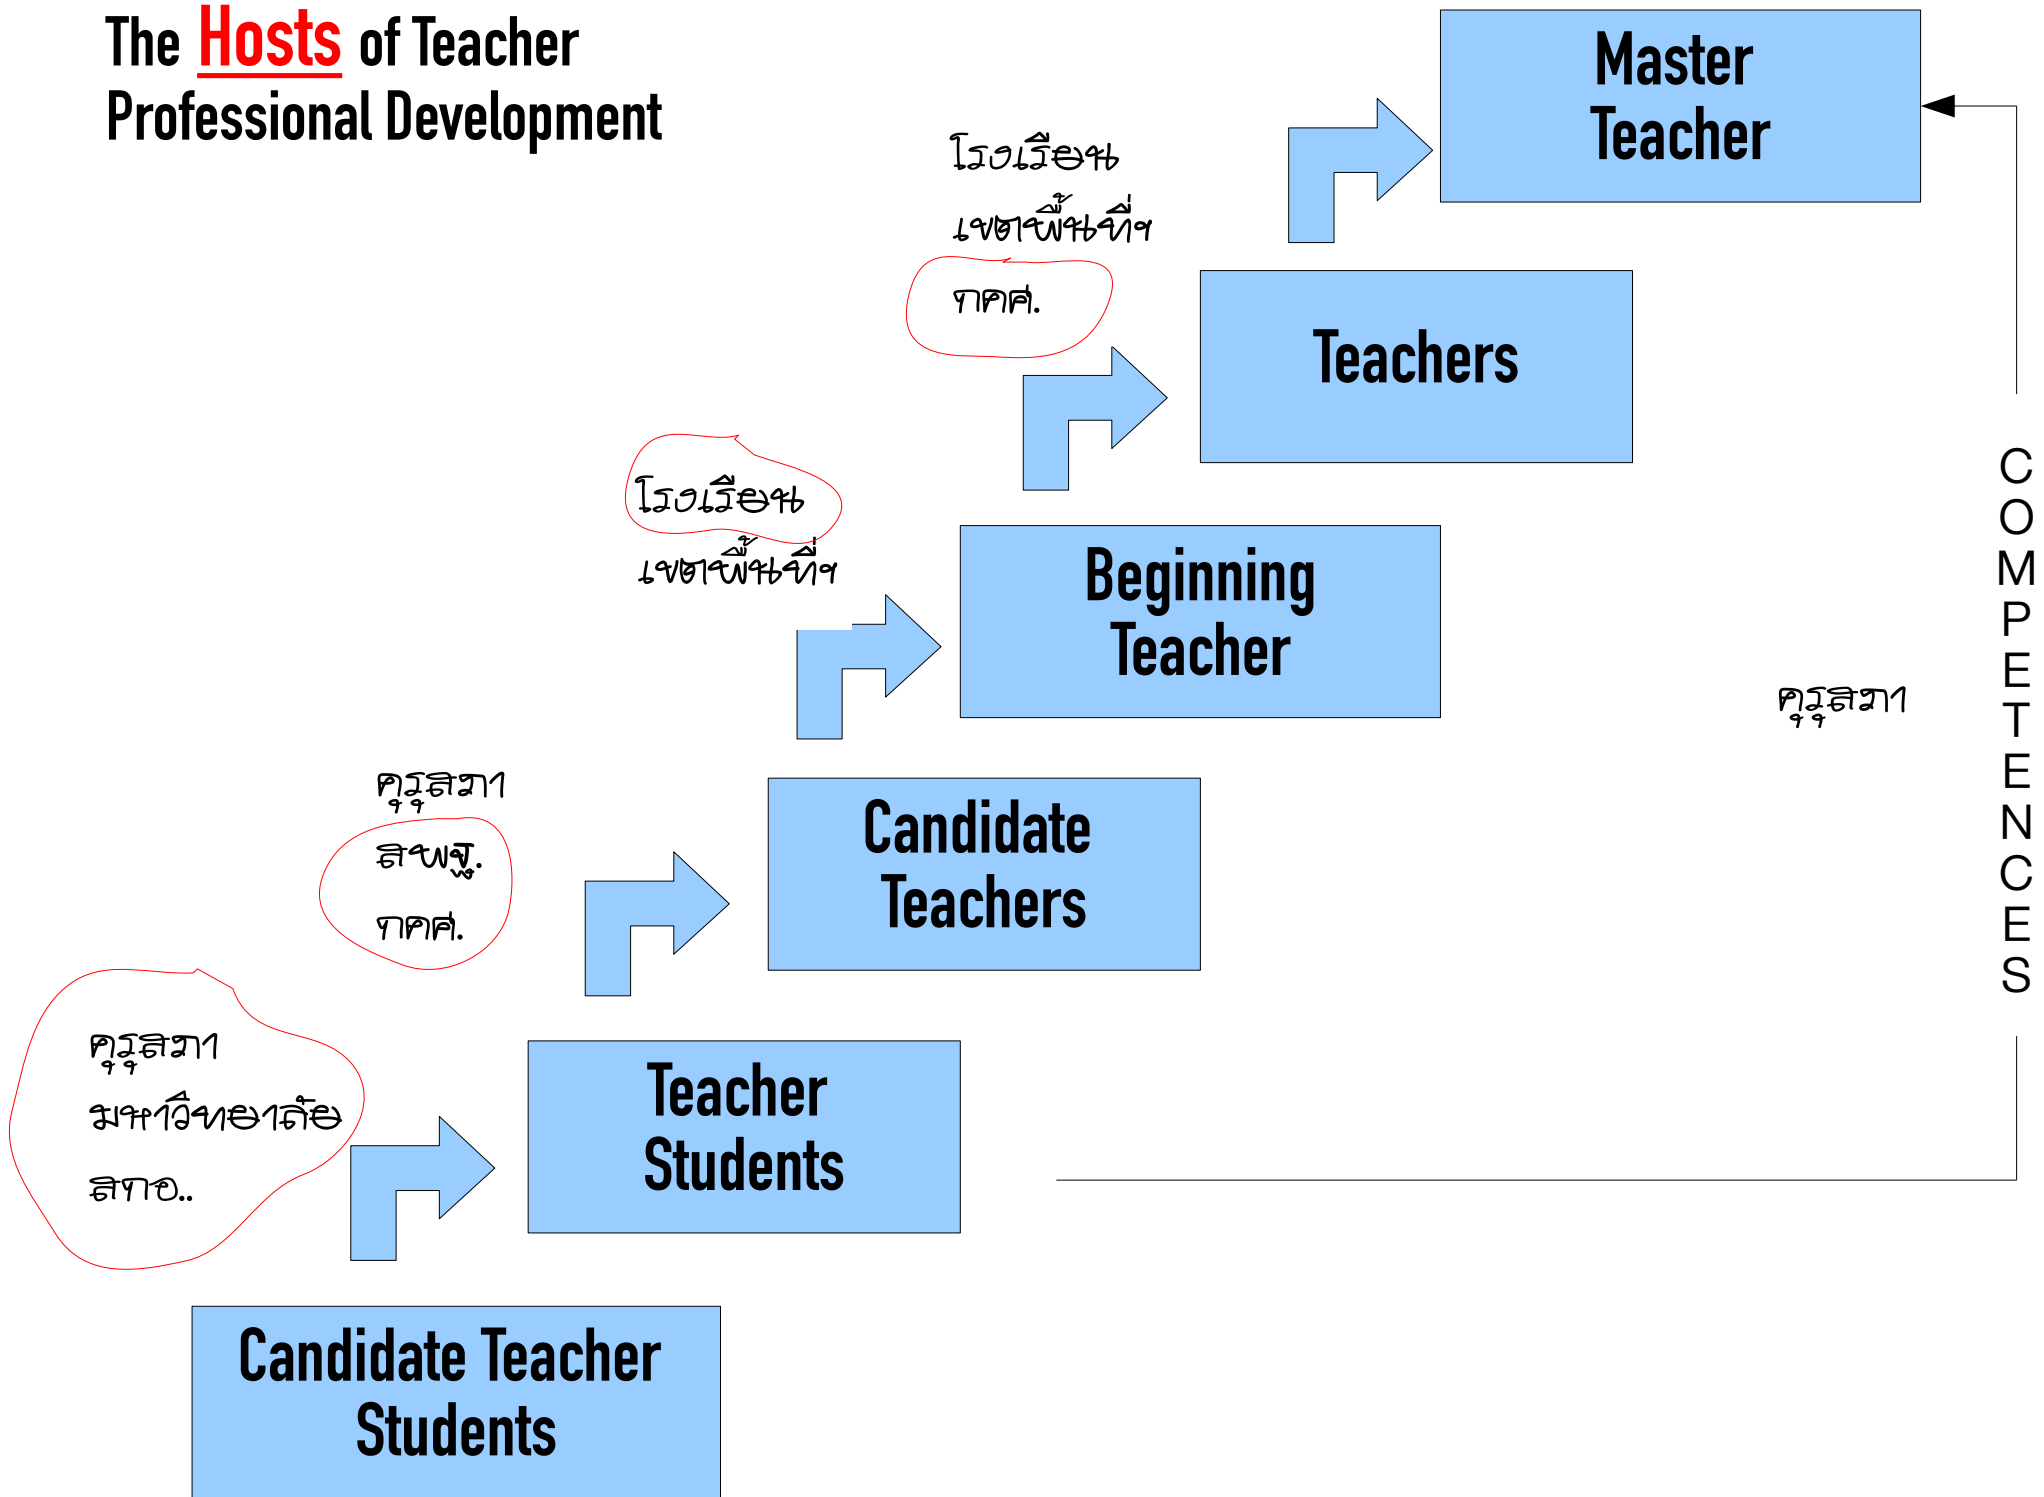 The Hosts of Teacher
Professional Development
Master
Teacher
โรงเรียน
เขตพื้นที่ฯ
กคศ.
Teachers
โรงเรียน
เขตพื้นที่ฯ
Beginning
Teacher
คุรุสภา
สพฐ.
กคศ.
Candidate
Teachers
คุรุสภา
มหาวิทยาลัย
สกอ..
Teacher
Students
Candidate Teacher
Students
คุรุสภา
COMPETENCES